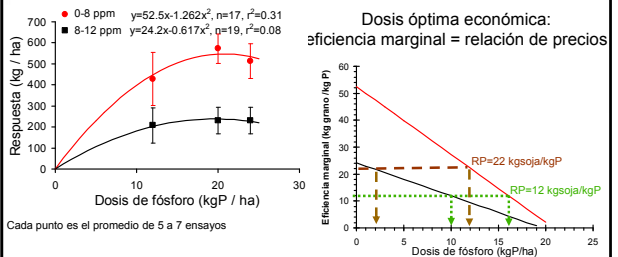 0-8 ppm y=52.5x-1.262x², n=17, r²=0.31
8-12 ppm y=24.2x-0.617x², n=19, r²=0.08
Respuesta (kg / ha)
700
600
500
400
300
200
100
0
0 10 20 30
Dosis de fósforo (kgP / ha)
Cada punto es el promedio de 5 a 7 ensayos
Dosis óptima económica:
eficiencia marginal = relación de precios
Eficiencia marginal (kg grano /kg P)
60
50
40
30
20
10
0
RP=22 kgsoja/kgP
RP=12 kgsoja/kgP
0 5 10 15 20 25
Dosis de fósforo (kgP/ha)